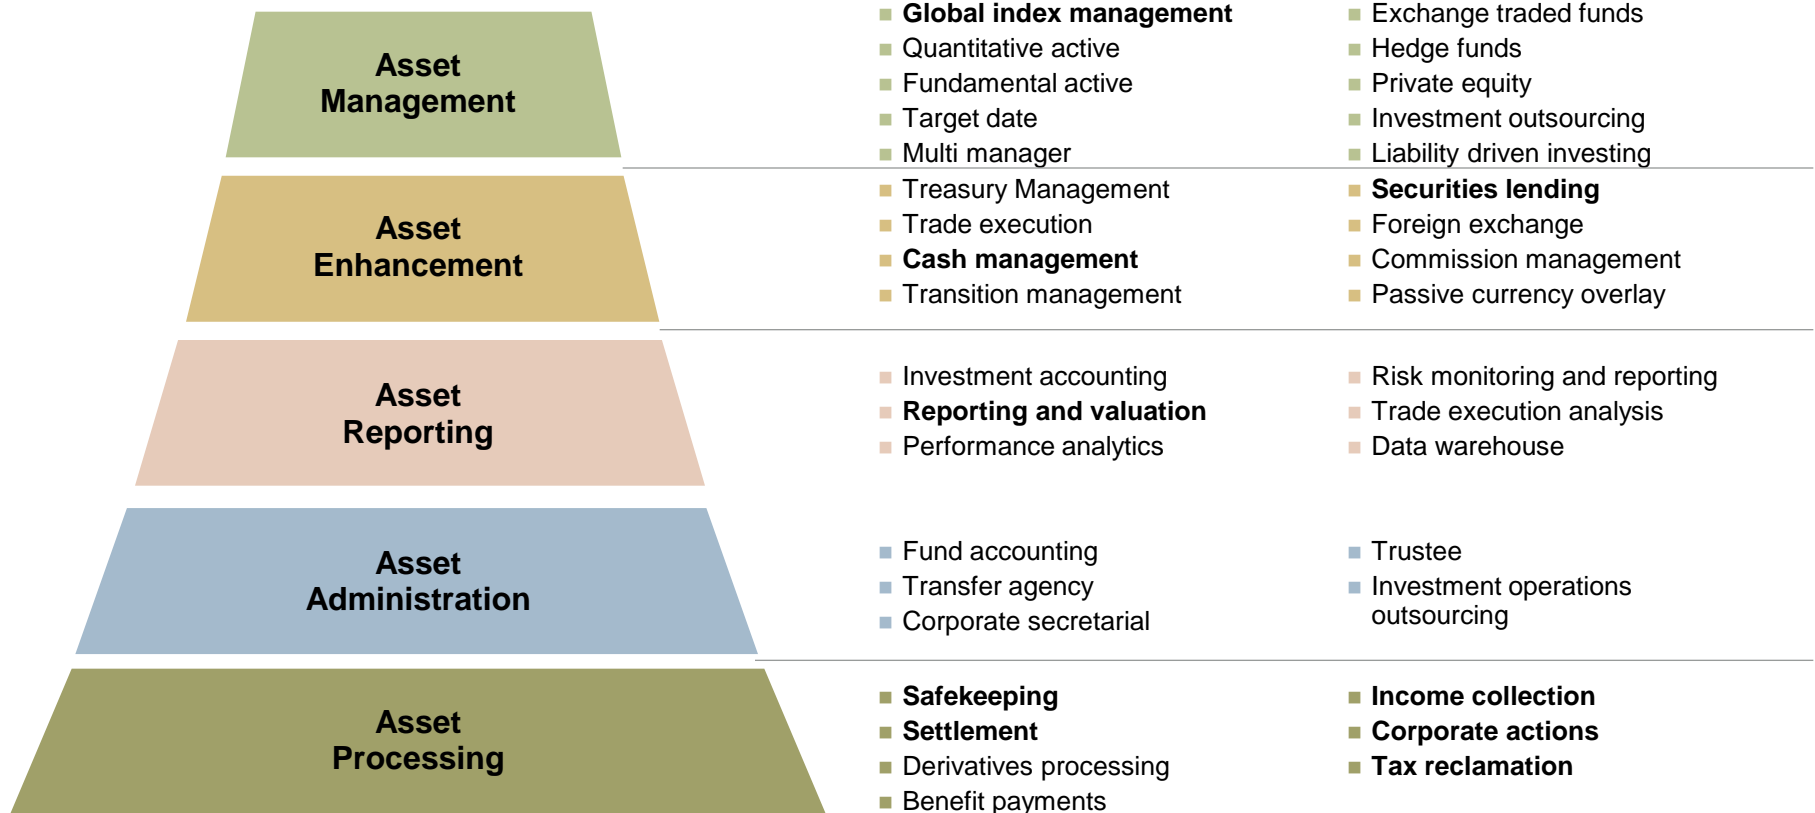 Asset
Management
Global index management
Quantitative active
Fundamental active
Target date
Multi manager
Exchange traded funds
Hedge funds
Private equity
Investment outsourcing
Liability driven investing
Asset
Enhancement
Treasury Management
Trade execution
Cash management
Transition management
Securities lending
Foreign exchange
Commission management
Passive currency overlay
Asset
Reporting
Investment accounting
Reporting and valuation
Performance analytics
Risk monitoring and reporting
Trade execution analysis
Data warehouse
Asset
Administration
Fund accounting
Transfer agency
Corporate secretarial
Trustee
Investment operations
outsourcing
Asset
Processing
Safekeeping
Settlement
Derivatives processing
Benefit payments
Income collection
Corporate actions
Tax reclamation